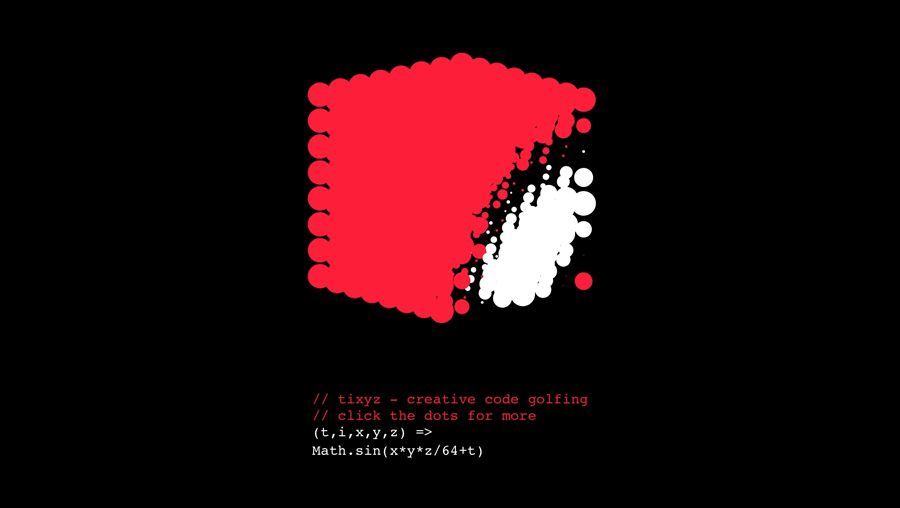 // tixyz - creative code golfing
// click the dots for more
(t,i,x,y,z) =>
Math.sin(x*y*z/64+t)